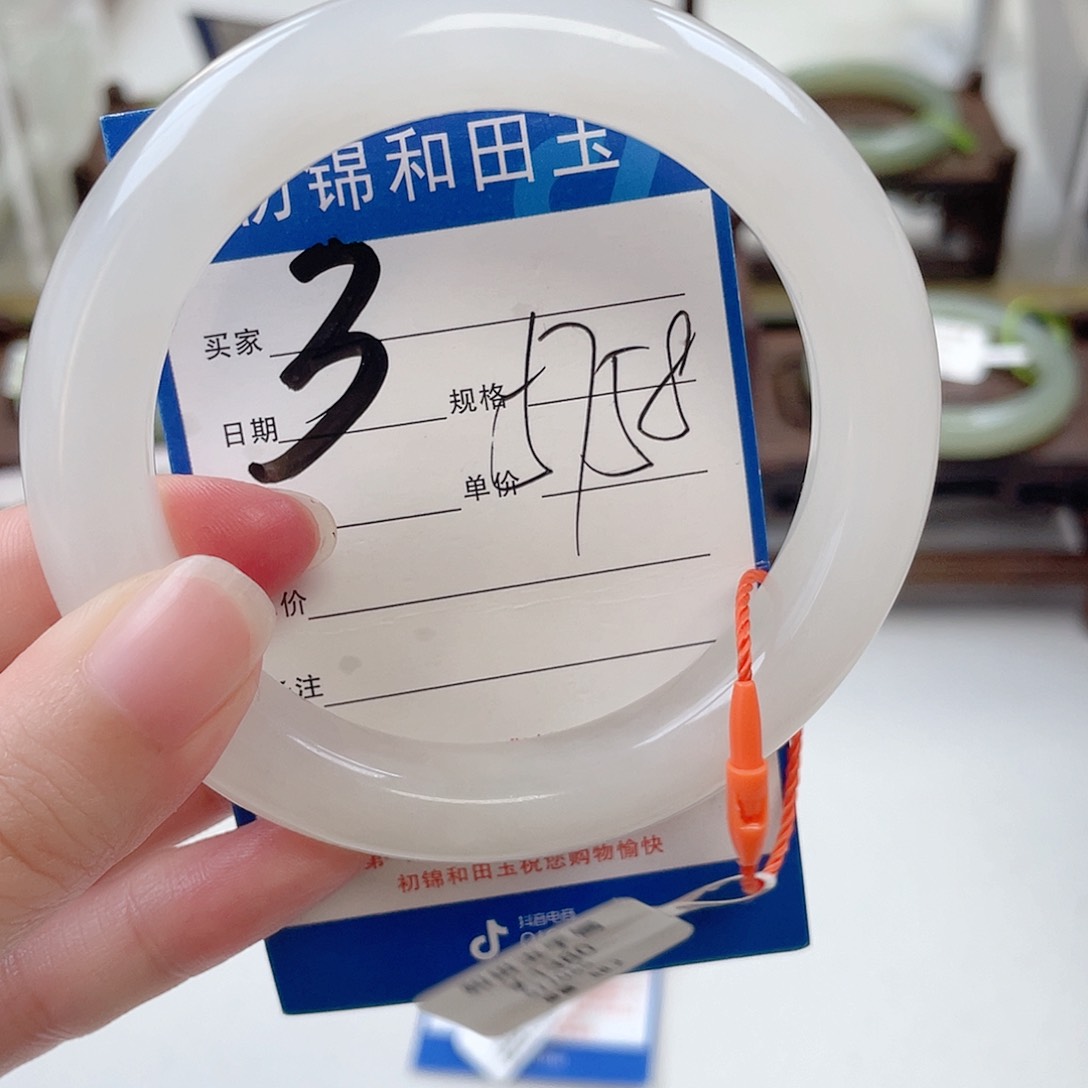 初锦和田玉
3
买家
日期
规格 5758
单价
价
注
初锦和田玉祝您购物愉快
抖音电商